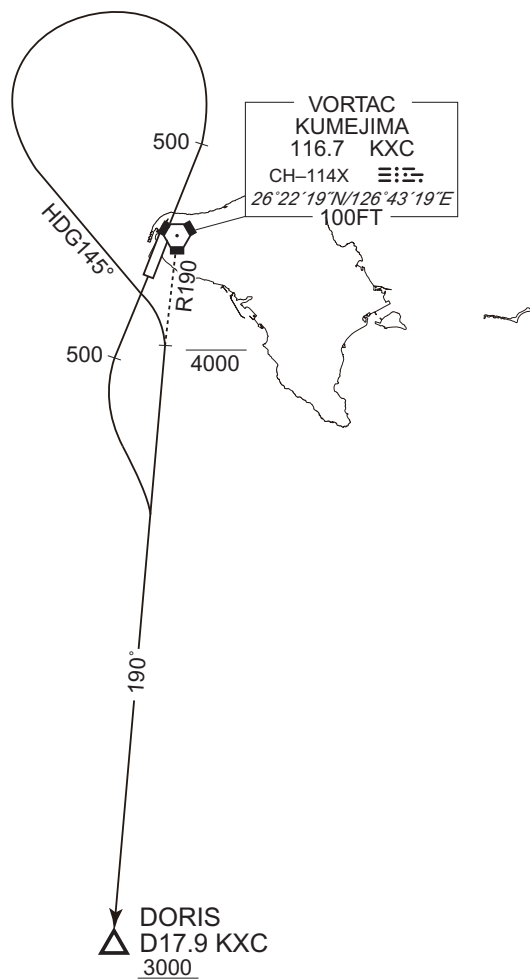 VORTAC
KUMEJIMA
116.7 KXC
CH–114X
26°22´19˝N/126°43´19˝E
100FT
500
HDG145°
R190
500
4000
190°
DORIS
D17.9 KXC
3000